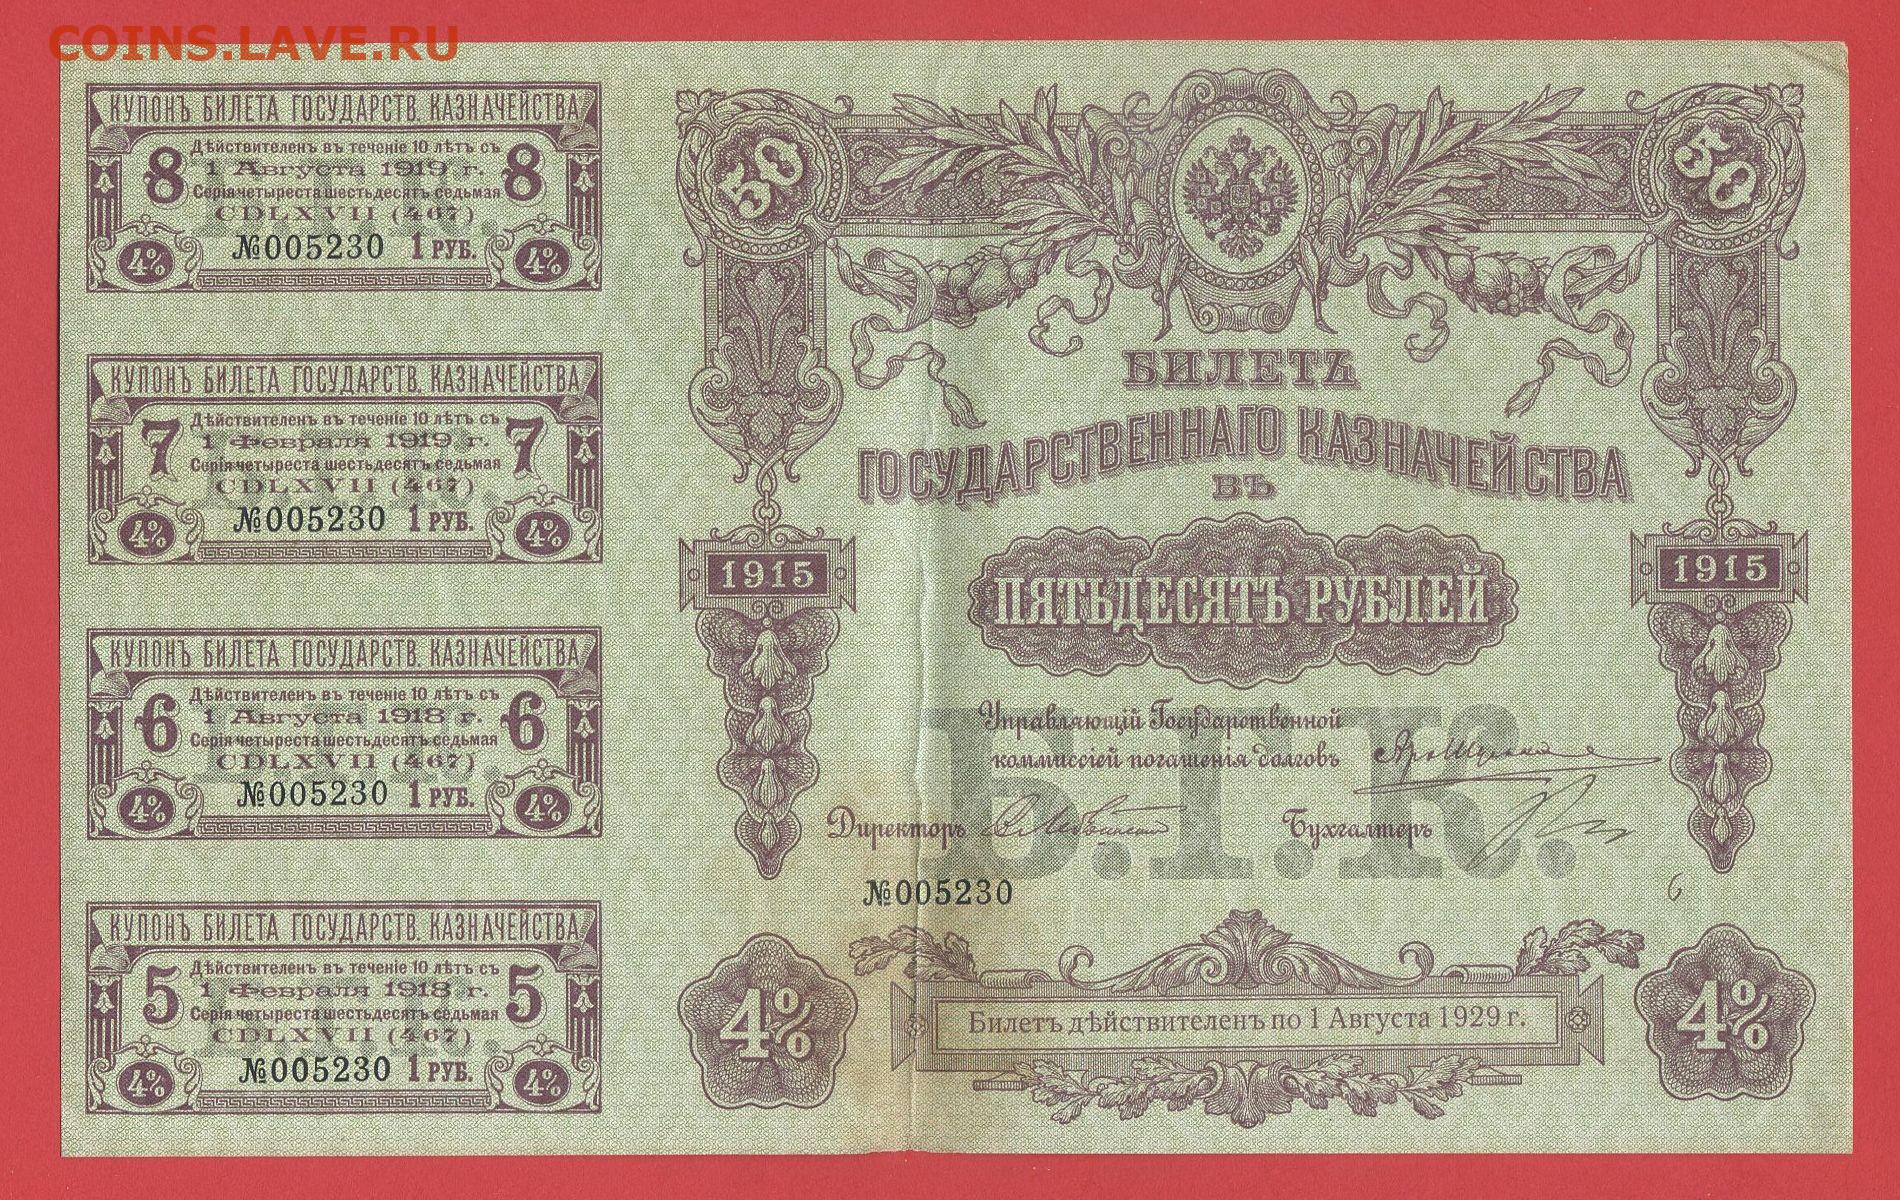 COINS.LAVE.RU
КУПОНЪ БИЛЕТА ГОСУДАРСТВ. КАЗНАЧЕЙСТВА
Дѣйствителенъ въ теченіе 10 лѣтъ съ
8 1 Августа 1919 г. 8
Серія четыреста шестьдесятъ седьмая
CDLXVII (467)
№005230 1 РУБ.
4% 4%
КУПОНЪ БИЛЕТА ГОСУДАРСТВ. КАЗНАЧЕЙСТВА
Дѣйствителенъ въ теченіе 10 лѣтъ съ
7 1 Февраля 1919 г. 7
Серія четыреста шестьдесятъ седьмая
CDLXVII (467)
№005230 1 РУБ.
4% 4%
КУПОНЪ БИЛЕТА ГОСУДАРСТВ. КАЗНАЧЕЙСТВА
Дѣйствителенъ въ теченіе 10 лѣтъ съ
6 1 Августа 1918 г. 6
Серія четыреста шестьдесятъ седьмая
CDLXVII (467)
№005230 1 РУБ.
4% 4%
КУПОНЪ БИЛЕТА ГОСУДАРСТВ. КАЗНАЧЕЙСТВА
Дѣйствителенъ въ теченіе 10 лѣтъ съ
5 1 Февраля 1918 г. 5
Серія четыреста шестьдесятъ седьмая
CDLXVII (467)
№005230 1 РУБ.
4% 4%
50 50
БИЛЕТЪ
ГОСУДАРСТВЕННАГО КАЗНАЧЕЙСТВА
ВЪ
1915 1915
ПЯТЬДЕСЯТЪ РУБЛЕЙ
Управляющій Государственной
коммиссіей погашенія долговъ
Б.Г.К.
Директоръ Бухгалтеръ
№005230
6
4% 4%
Билетъ дѣйствителенъ по 1 Августа 1929 г.